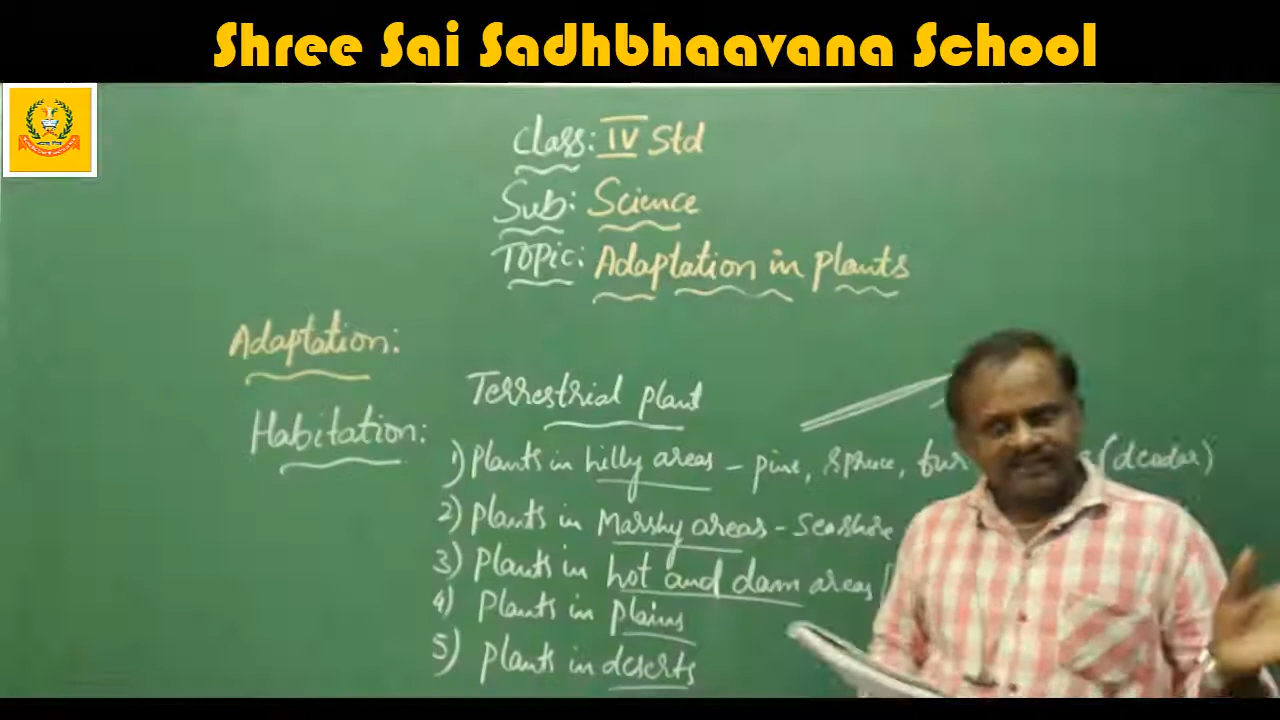 Shree Sai Sadhbhaavana School
Class: IV Std
Sub: Science
Topic: Adaptation in plants
Adaptation:
Habitation:
Terrestrial plant
1) Plants in hilly areas - pine, Spruce, fur (deodar)
2) Plants in Marshy areas - Seashore
3) Plants in hot and dam areas
4) Plants in plains
5) Plants in deserts